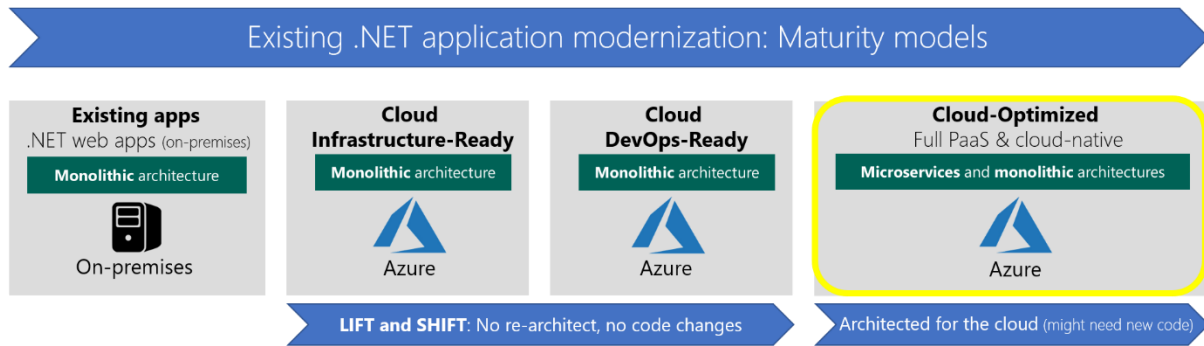 Existing .NET application modernization: Maturity models
Existing apps
.NET web apps (on-premises)
Monolithic architecture
On-premises
Cloud
Infrastructure-Ready
Monolithic architecture
Azure
Cloud
DevOps-Ready
Monolithic architecture
Azure
Cloud-Optimized
Full PaaS & cloud-native
Microservices and monolithic architectures
Azure
LIFT and SHIFT: No re-architect, no code changes
Architected for the cloud (might need new code)